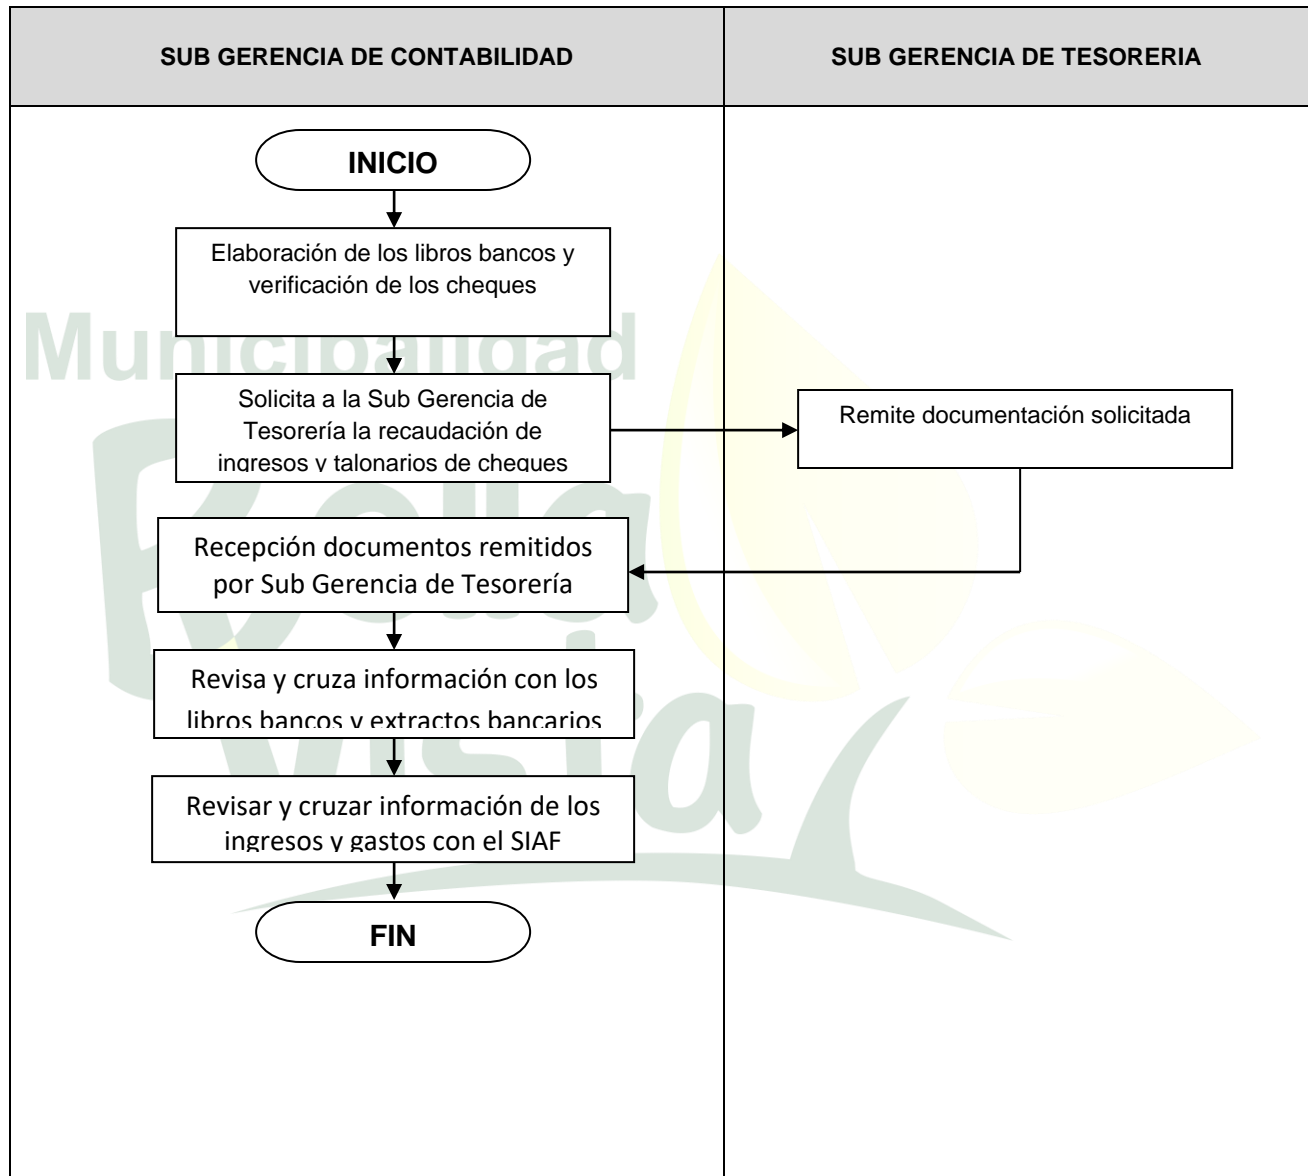 SUB GERENCIA DE CONTABILIDAD
SUB GERENCIA DE TESORERIA
INICIO
Elaboración de los libros bancos y
verificación de los cheques
Municipalidad
Solicita a la Sub Gerencia de
Tesorería la recaudación de
ingresos y talonarios de cheques
Remite documentación solicitada
Bella
Recepción documentos remitidos
por Sub Gerencia de Tesorería
Revisa y cruza información con los
libros bancos y extractos bancarios
Vista
Revisar y cruzar información de los
ingresos y gastos con el SIAF
FIN